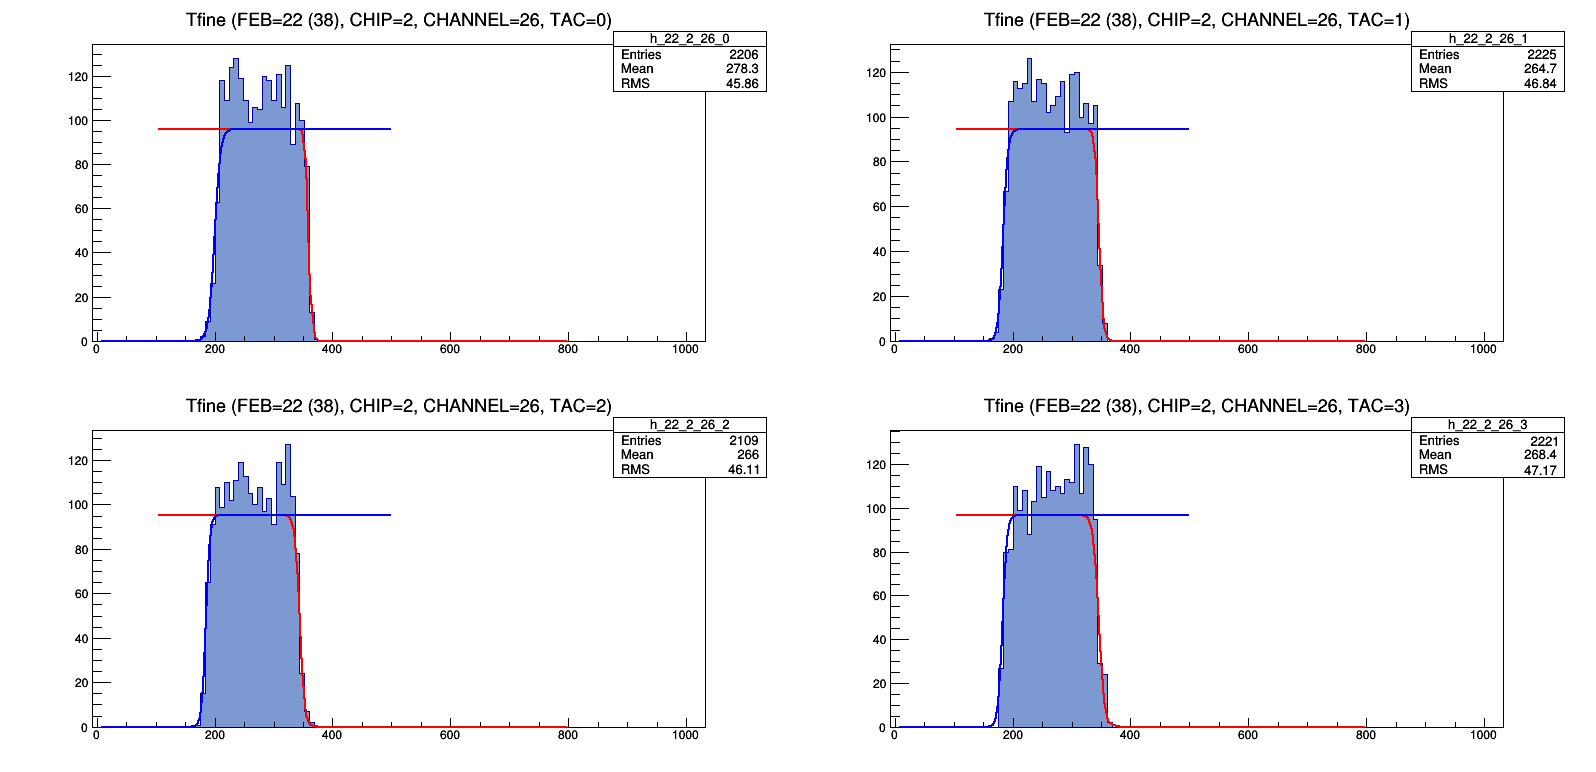 Tfine (FEB=22 (38), CHIP=2, CHANNEL=26, TAC=0)
h_22_2_26_0
Entries 2206
Mean 278.3
RMS 45.86
120
100
80
60
40
20
0
0 200 400 600 800 1000
Tfine (FEB=22 (38), CHIP=2, CHANNEL=26, TAC=1)
h_22_2_26_1
Entries 2225
Mean 264.7
RMS 46.84
120
100
80
60
40
20
0
0 200 400 600 800 1000
Tfine (FEB=22 (38), CHIP=2, CHANNEL=26, TAC=2)
h_22_2_26_2
Entries 2109
Mean 266
RMS 46.11
120
100
80
60
40
20
0
0 200 400 600 800 1000
Tfine (FEB=22 (38), CHIP=2, CHANNEL=26, TAC=3)
h_22_2_26_3
Entries 2221
Mean 268.4
RMS 47.17
120
100
80
60
40
20
0
0 200 400 600 800 1000